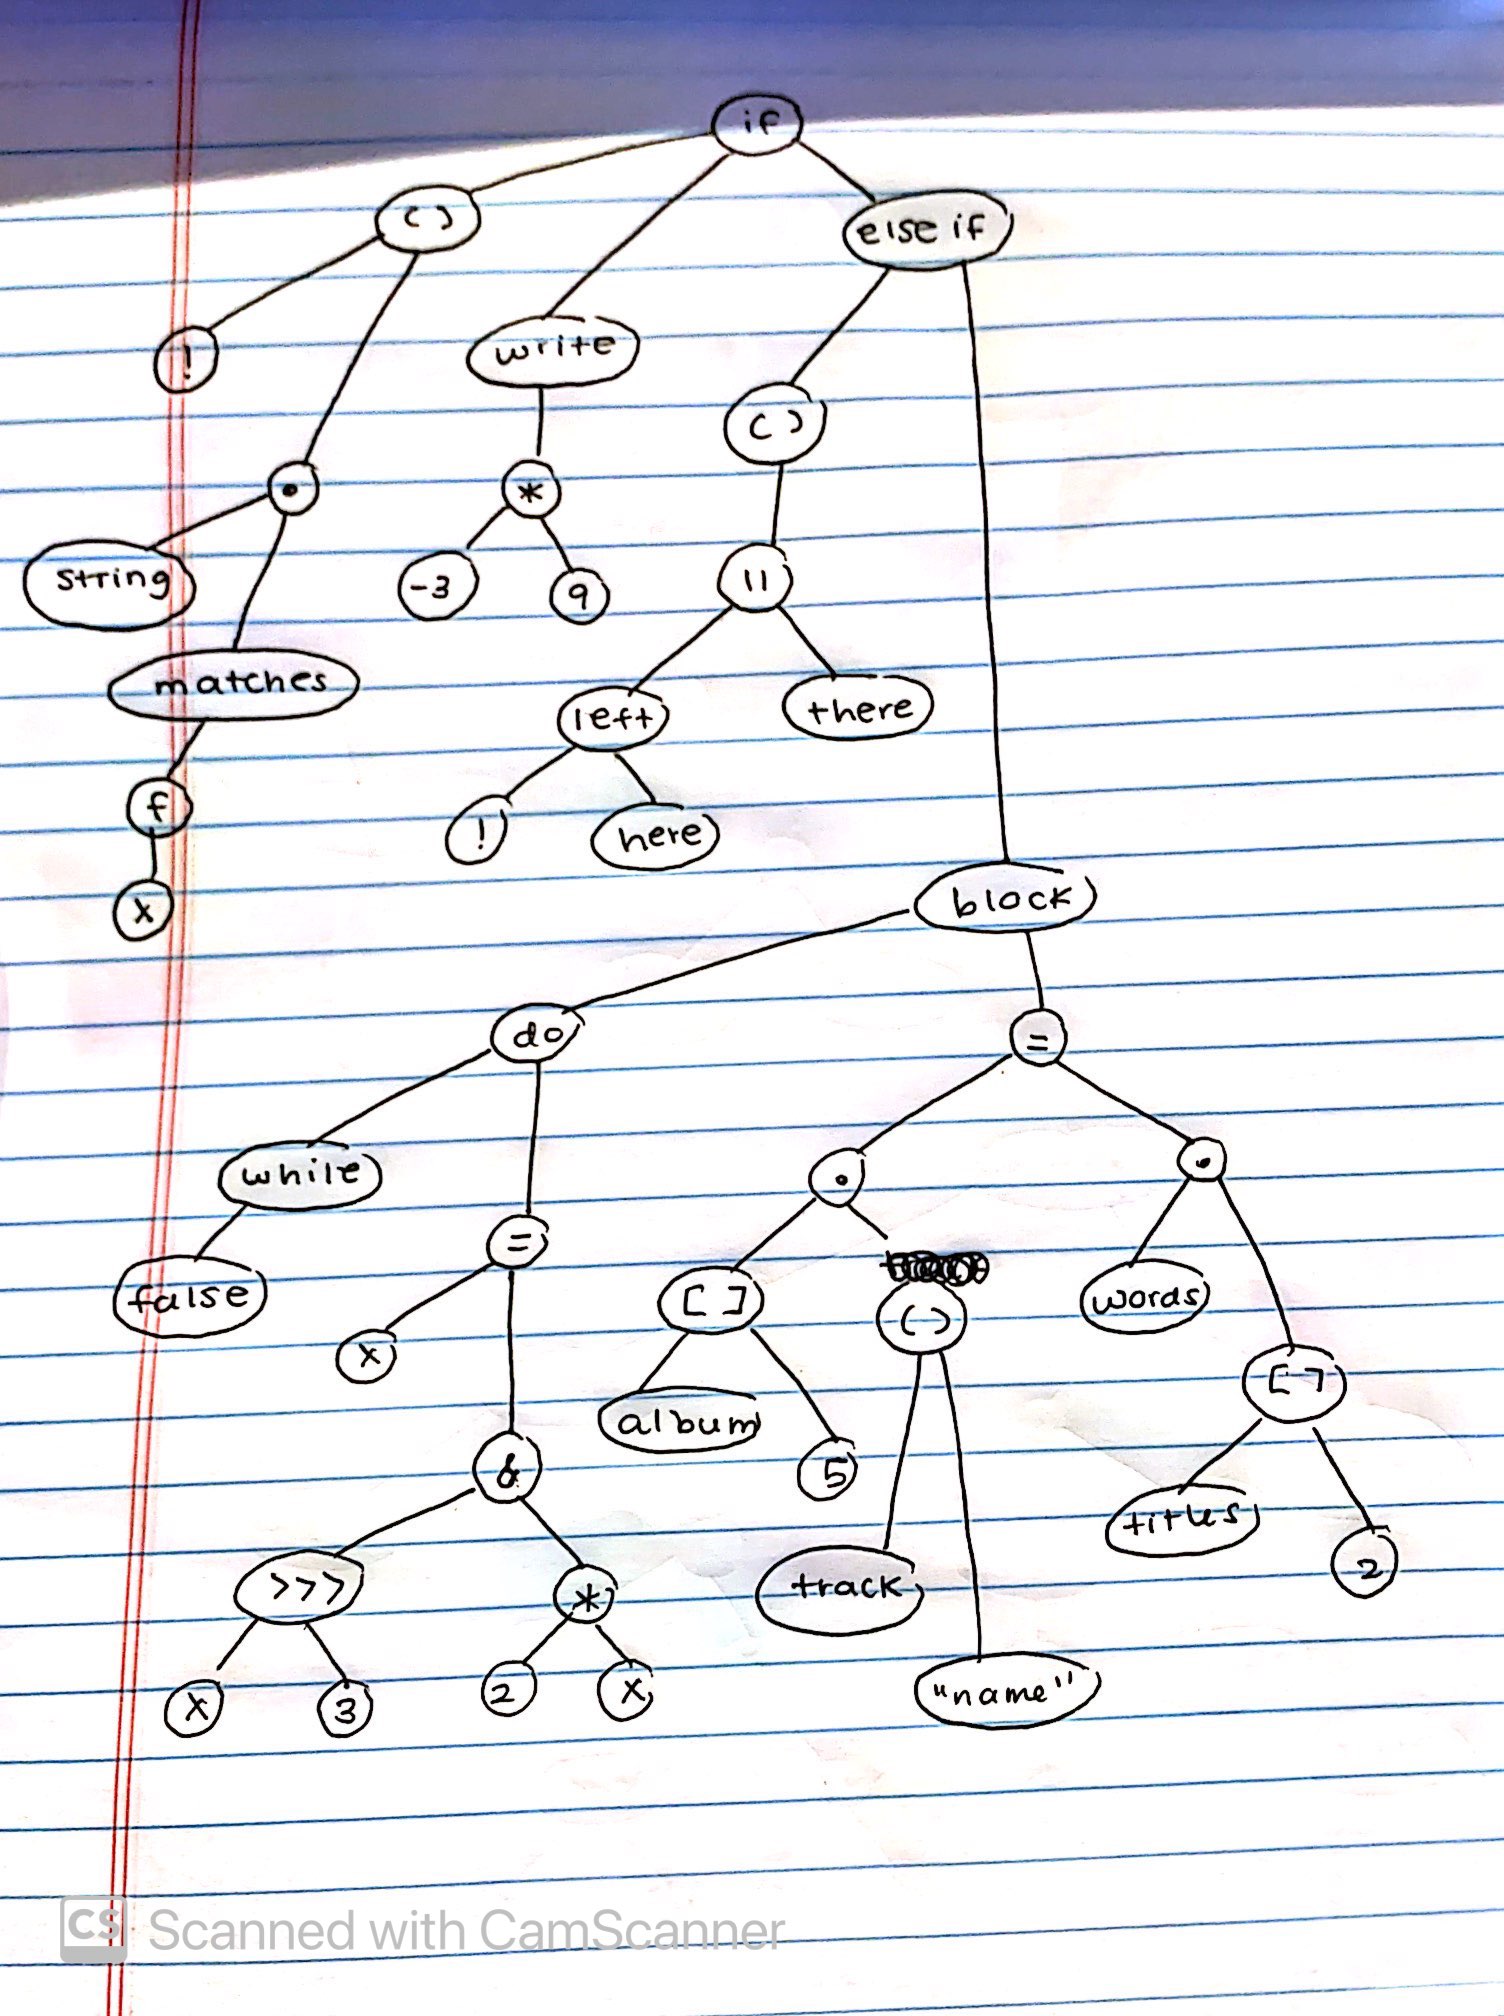 if
( )
else if
!
write
( )
.
*
string
-3
9
||
matches
left
there
f
!
here
x
block
do
=
while
.
.
=
false
[ ]
( )
words
x
[ ]
album
&
5
titles
>>>
*
track
2
x
3
2
x
"name"
CS Scanned with CamScanner